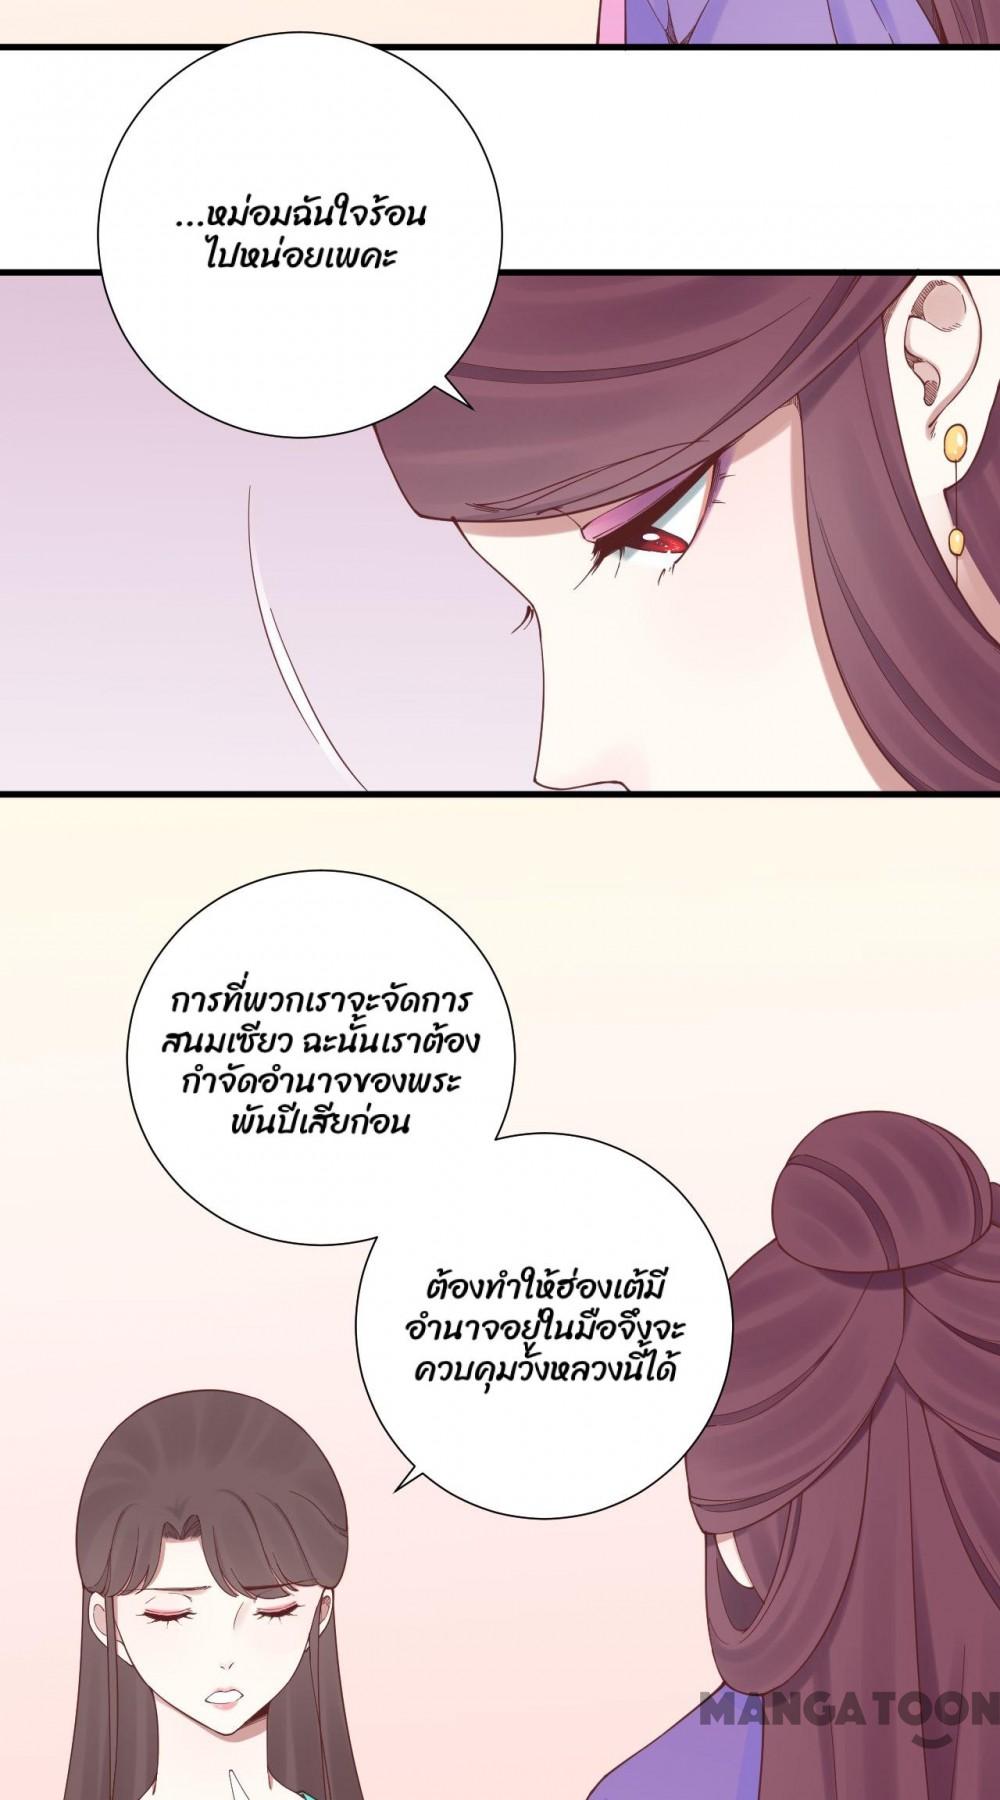 ...หม่อมฉันใจร้อน
ไปหน่อยเพคะ
การที่พวกเราจะจัดการ
สนมเซียว ฉะนั้นเราต้อง
กำจัดอำนาจของพระ
พันปีเสียก่อน
ต้องทำให้ฮ่องเต้มี
อำนาจอยู่ในมือจึงจะ
ควบคุมวังหลวงนี้ได้
MANGATOON